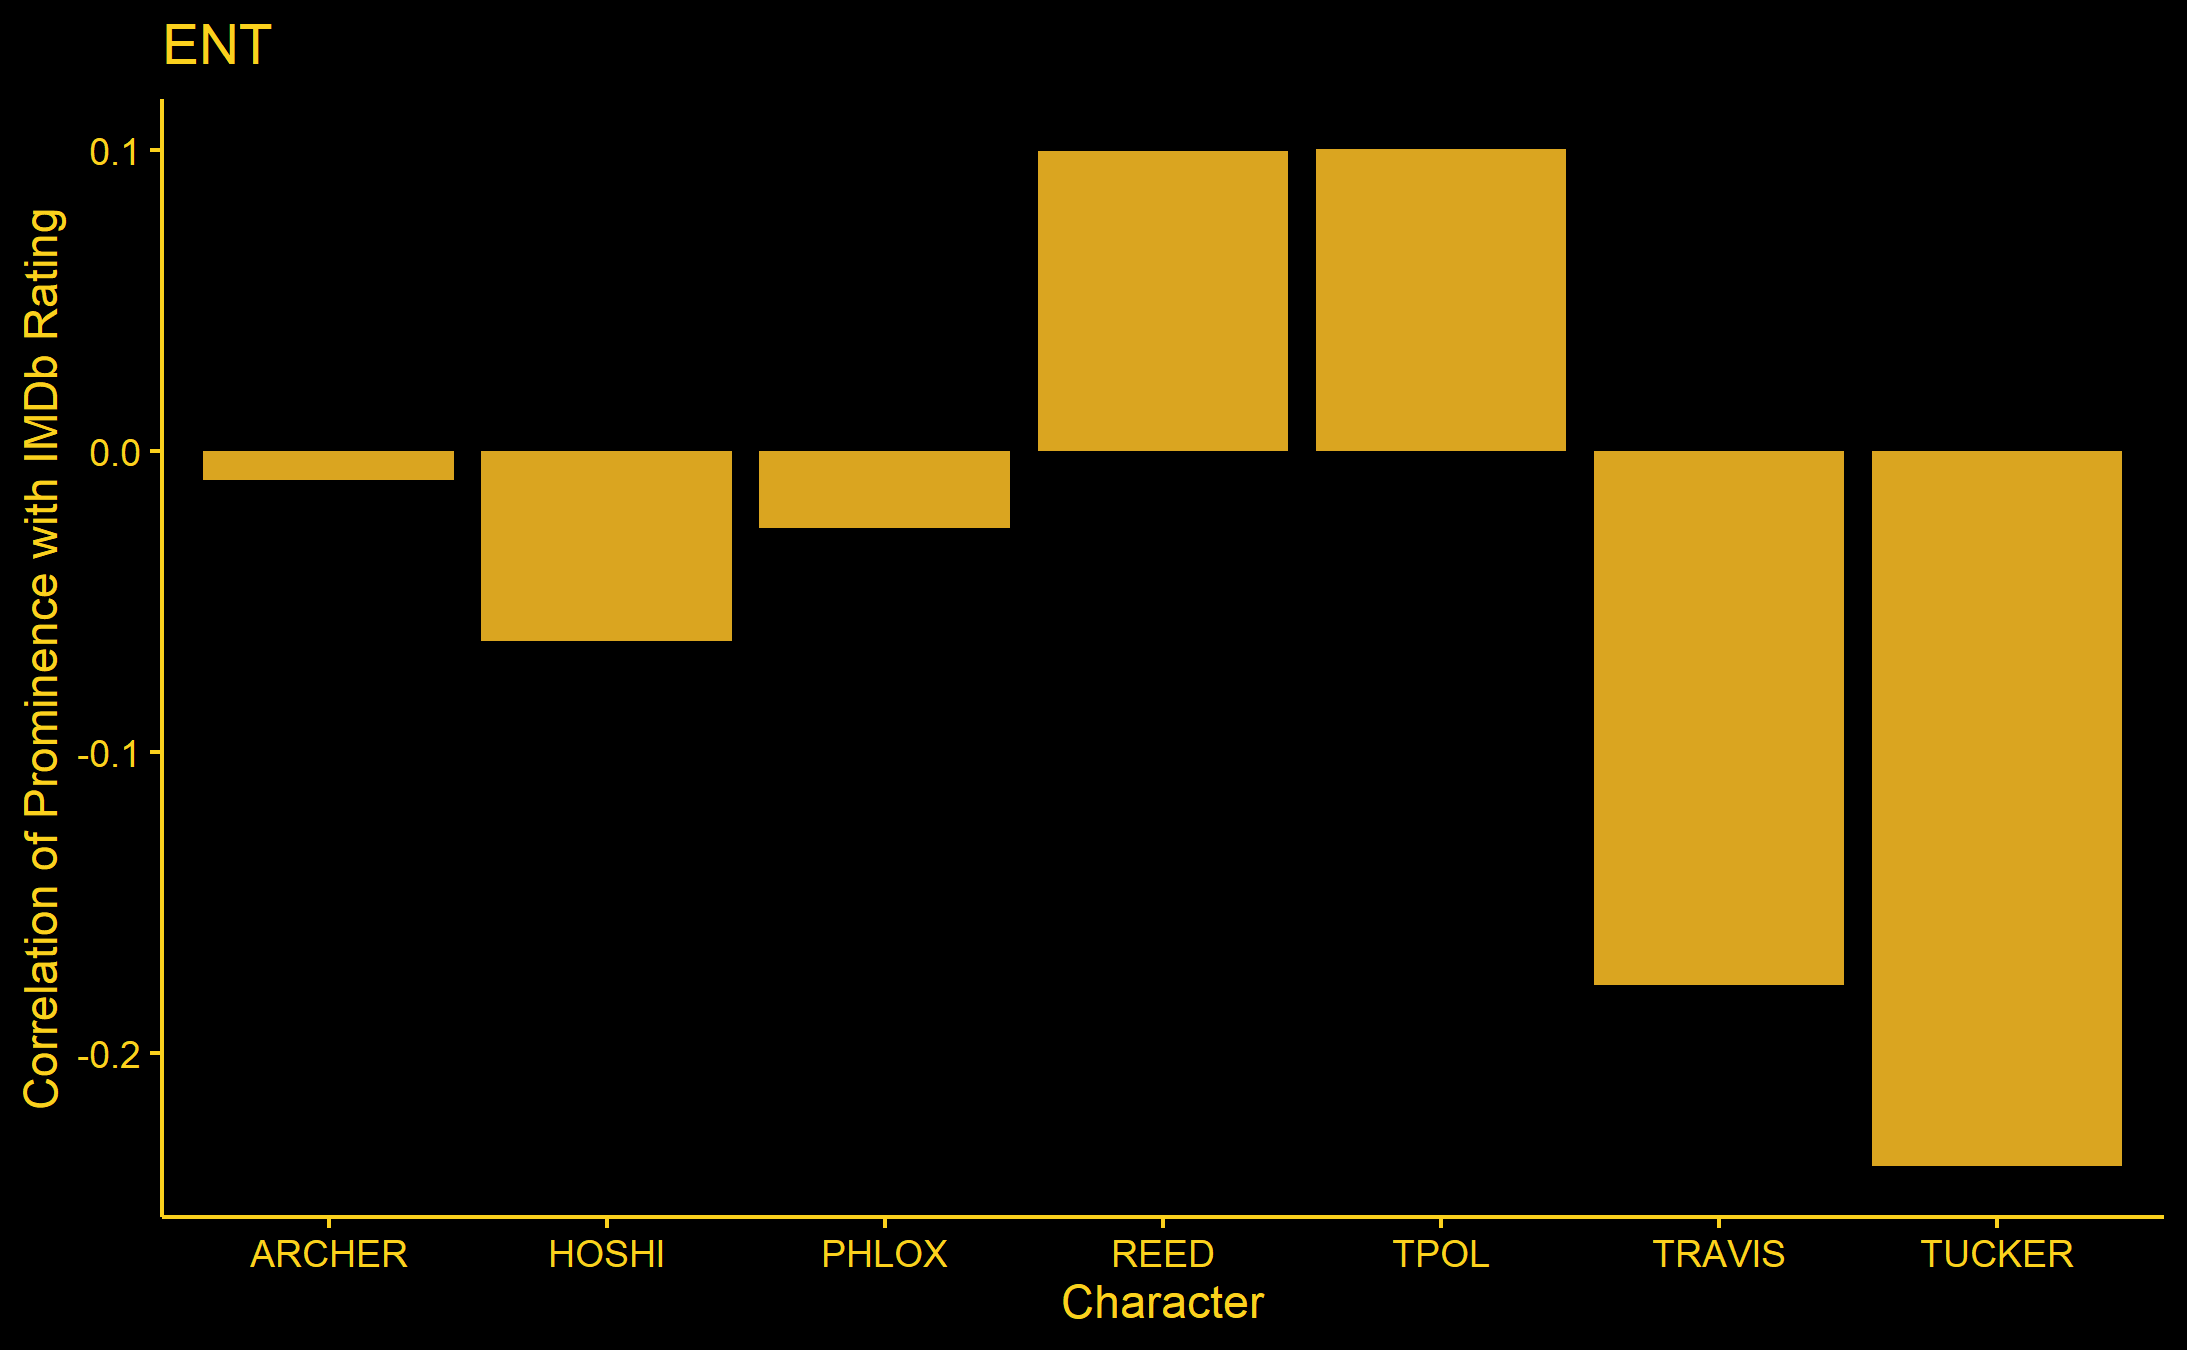 ENT
Correlation of Prominence with IMDb Rating
0.1
0.0
-0.1
-0.2
ARCHER HOSHI PHLOX REED TPOL TRAVIS TUCKER
Character